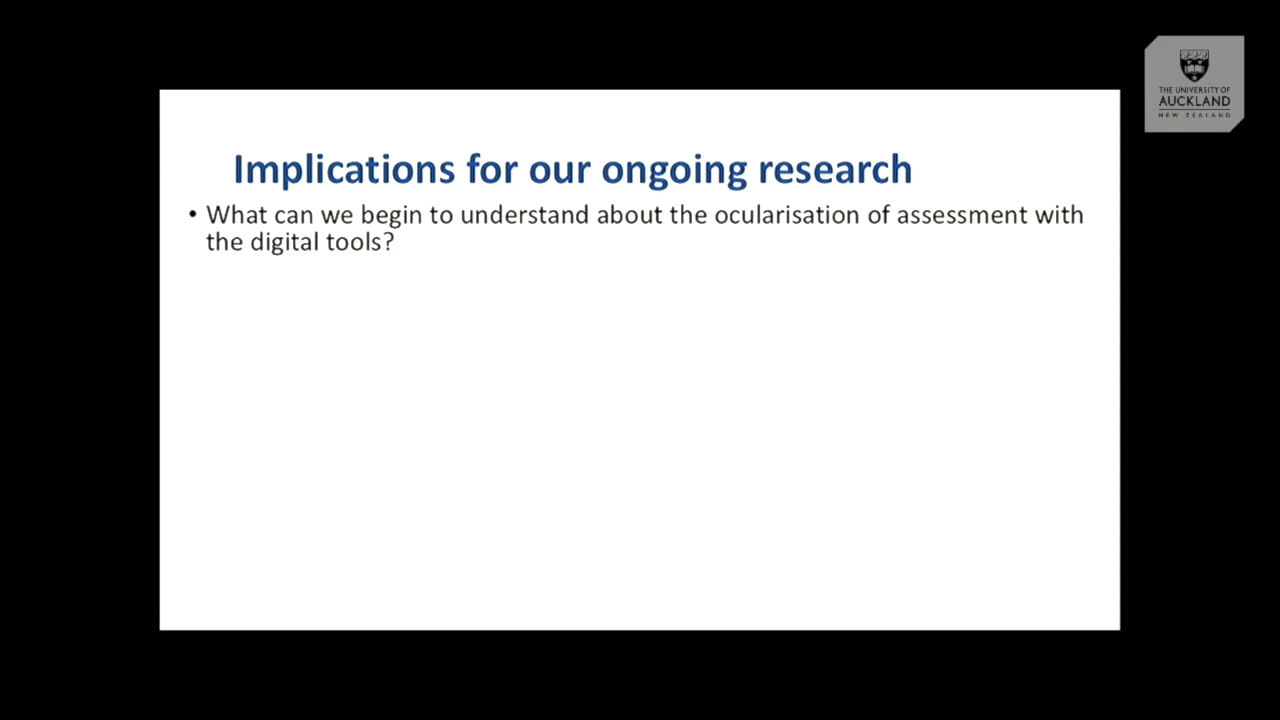 THE UNIVERSITY OF
AUCKLAND
NEW ZEALAND
Implications for our ongoing research
• What can we begin to understand about the ocularisation of assessment with
the digital tools?